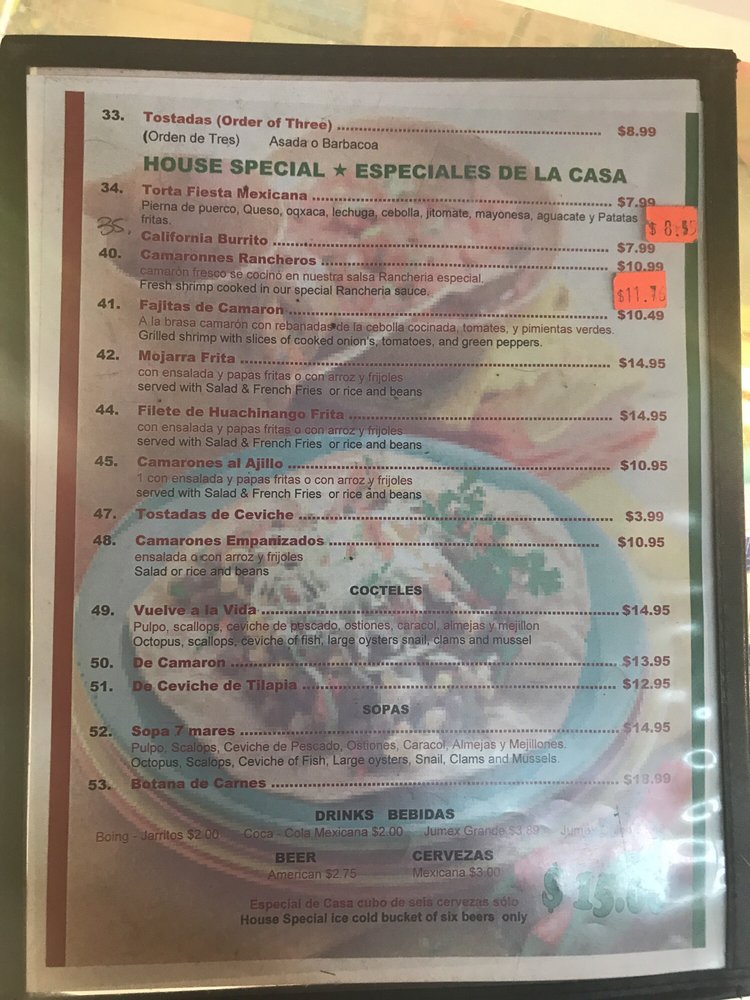 33. Tostadas (Order of Three) $8.99
(Orden de Tres) Asada o Barbacoa
HOUSE SPECIAL ★ ESPECIALES DE LA CASA
34. Torta Fiesta Mexicana $7.99
Pierna de puerco, Queso, oqxaca, lechuga, cebolla, jitomate, mayonesa, aguacate y Patatas
fritas.
35. California Burrito $7.99
40. Camaronnes Rancheros $10.99
camarón fresco se cocinó en nuestra salsa Rancheria especial.
Fresh shrimp cooked in our special Rancheria sauce.
$11.76
41. Fajitas de Camaron $10.49
A la brasa camarón con rebanadas de la cebolla cocinada, tomates, y pimientas verdes.
Grilled shrimp with slices of cooked onion's, tomatoes, and green peppers.
42. Mojarra Frita $14.95
con ensalada y papas fritas o con arroz y frijoles
served with Salad & French Fries or rice and beans
44. Filete de Huachinango Frita $14.95
con ensalada y papas fritas o con arroz y frijoles
served with Salad & French Fries or rice and beans
45. Camarones al Ajillo $10.95
1 con ensalada y papas fritas o con arroz y frijoles
served with Salad & French Fries or rice and beans
47. Tostadas de Ceviche $3.99
48. Camarones Empanizados $10.95
ensalada o con arroz y frijoles
Salad or rice and beans
COCTELES
49. Vuelve a la Vida $14.95
Pulpo, scallops, ceviche de pescado, ostiones, caracol, almejas y mejillon
Octopus, scallops, ceviche of fish, large oysters snail, clams and mussel
50. De Camaron $13.95
51. De Ceviche de Tilapia $12.95
SOPAS
52. Sopa 7 mares $14.95
Pulpo, Scalops, Ceviche de Pescado, Ostiones, Caracol, Almejas y Mejillones.
Octopus, Scalops, Ceviche of Fish, Large oysters, Snail, Clams and Mussels.
53. Botana de Carnes
DRINKS BEBIDAS
Boing - Jarritos $2.00 Coca - Cola Mexicana $2.00 Jumex Grande
BEER CERVEZAS
American $2.75 Mexicana $3.00
Especial de Casa cubo de seis cervezas sólo
House Special ice cold bucket of six beers only